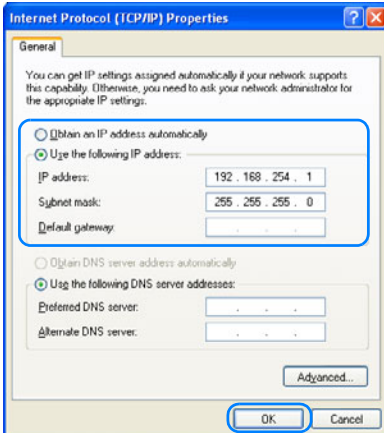 Internet Protocol (TCP/IP) Properties
General
You can get IP settings assigned automatically if your network supports
this capability. Otherwise, you need to ask your network administrator for
the appropriate IP settings.
Obtain an IP address automatically
Use the following IP address:
IP address: 192 . 168 . 254 . 1
Subnet mask: 255 . 255 . 255 . 0
Default gateway: . . .
Obtain DNS server address automatically
Use the following DNS server addresses:
Preferred DNS server: . . .
Alternate DNS server: . . .
Advanced...
OK Cancel